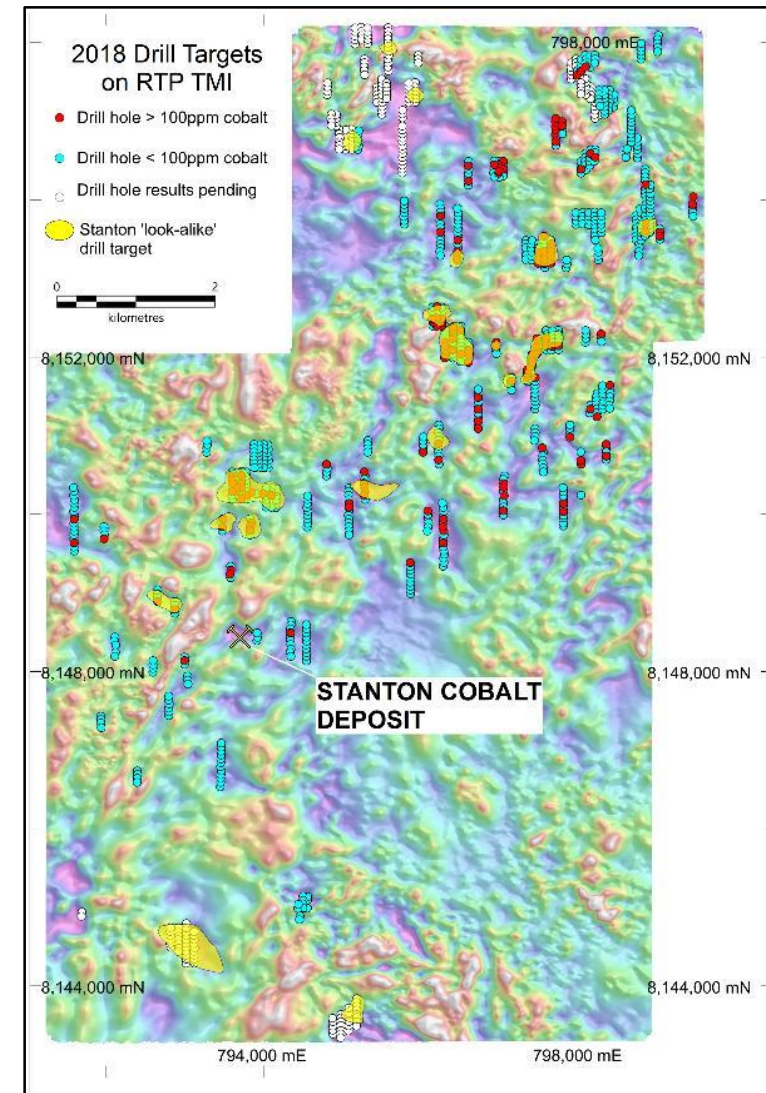 2018 Drill Targets
on RTP TMI
Drill hole > 100ppm cobalt
Drill hole < 100ppm cobalt
Drill hole results pending
Stanton 'look-alike'
drill target
0 2
kilometres
798,000 mE
8,152,000 mN 8,152,000 mN
8,148,000 mN 8,148,000 mN
STANTON COBALT
DEPOSIT
8,144,000 mN 8,144,000 mN
794,000 mE 798,000 mE